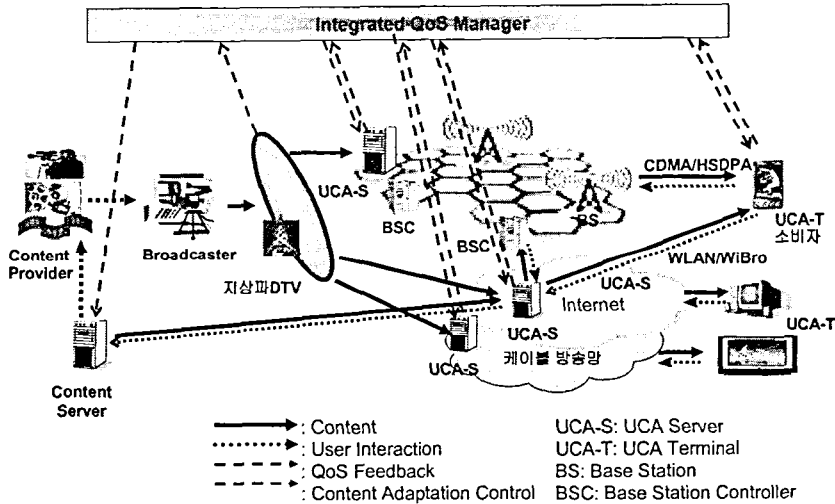 Integrated QoS Manager
UCA-S
CDMA/HSDPA
BSC
BS
UCA-T
소비자
Content
Provider
Broadcaster
BSC
지상파DTV
WLAN/WiBro
UCA-S
Internet
UCA-S
케이블 방송망
UCA-T
UCA-S
Content
Server
: Content
: User Interaction
: QoS Feedback
: Content Adaptation Control
UCA-S: UCA Server
UCA-T: UCA Terminal
BS: Base Station
BSC: Base Station Controller